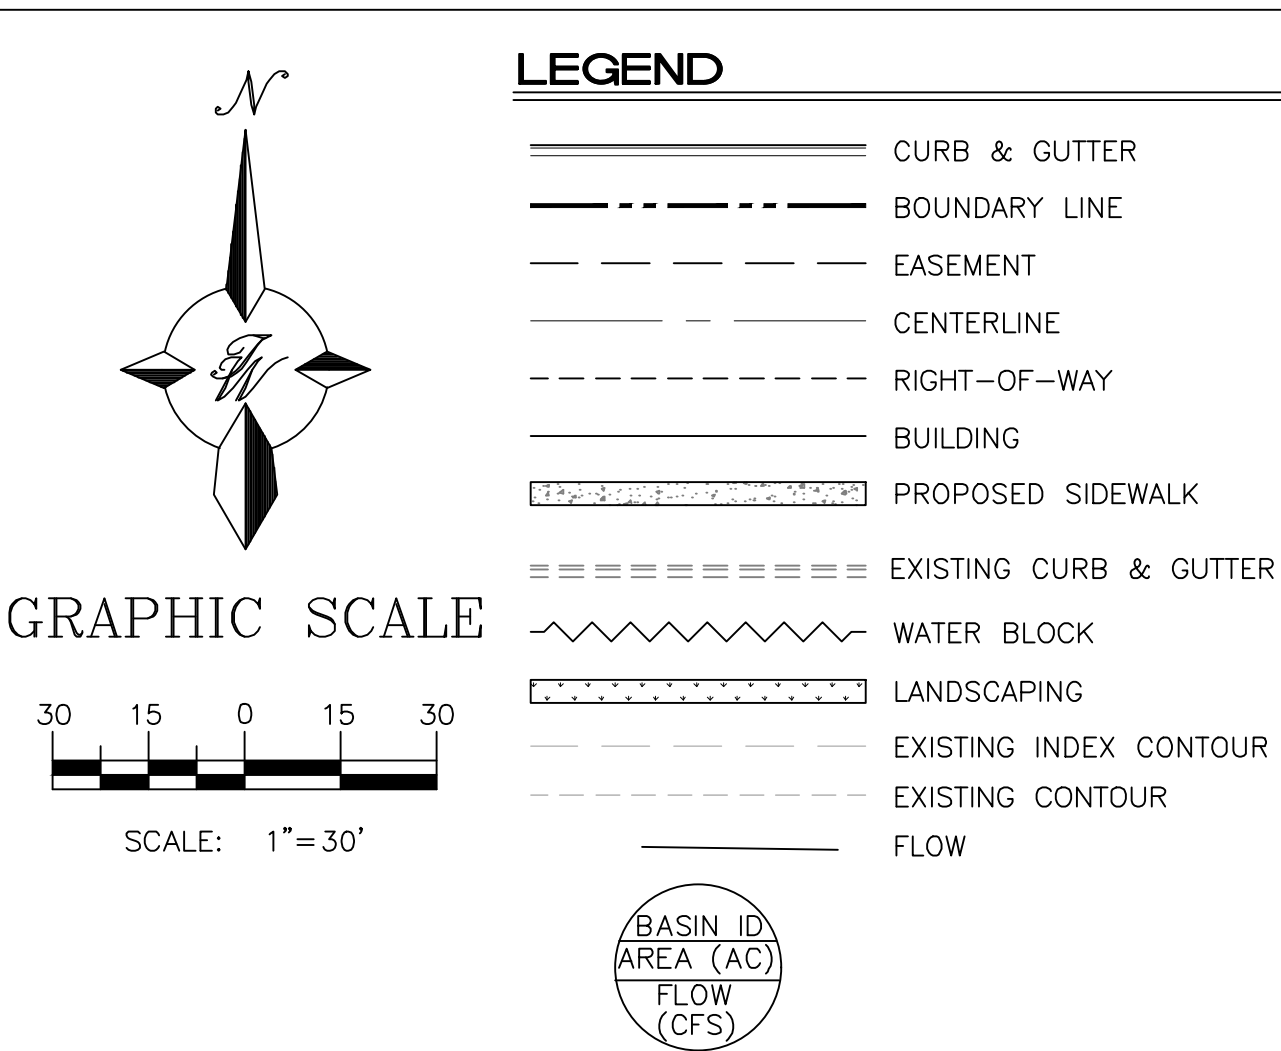 N
JW
GRAPHIC SCALE
30 15 0 15 30
SCALE: 1"=30'
LEGEND
CURB & GUTTER
BOUNDARY LINE
EASEMENT
CENTERLINE
RIGHT-OF-WAY
BUILDING
PROPOSED SIDEWALK
EXISTING CURB & GUTTER
WATER BLOCK
LANDSCAPING
EXISTING INDEX CONTOUR
EXISTING CONTOUR
FLOW
BASIN ID
AREA (AC)
FLOW
(CFS)